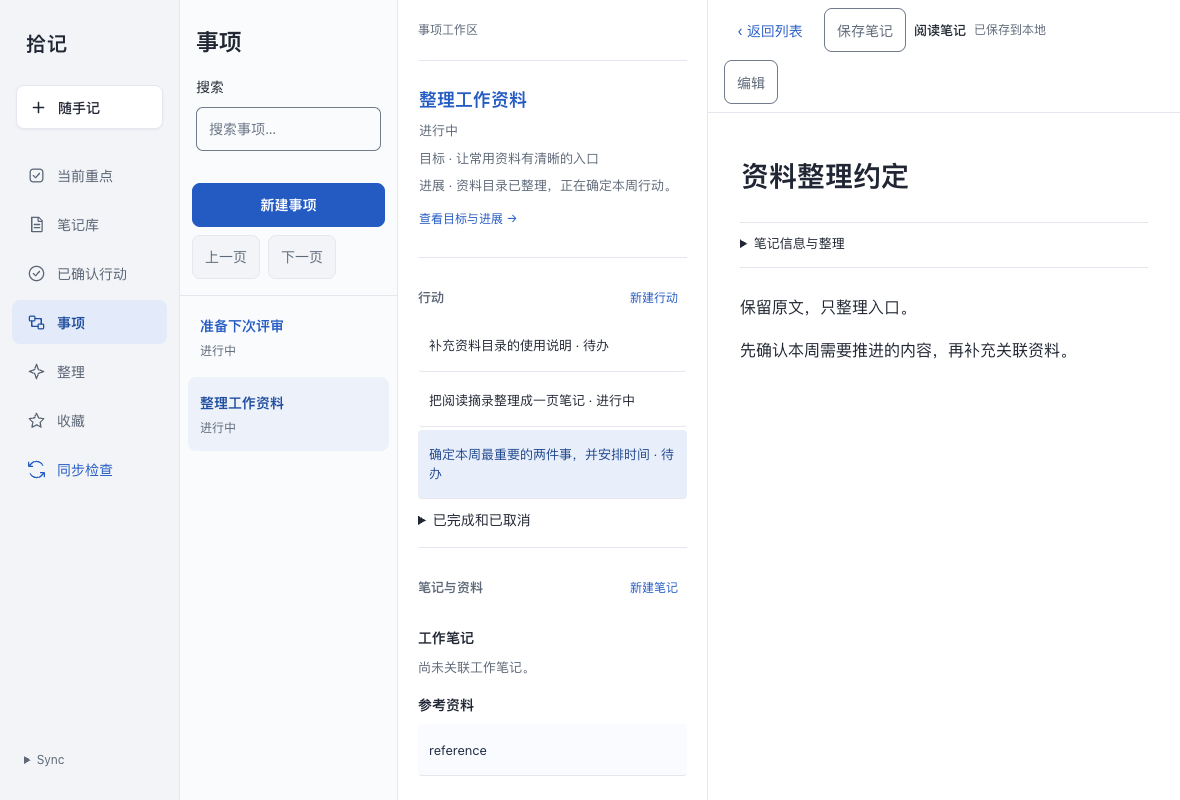 拾记
随手记
当前重点
笔记库
已确认行动
事项
整理
收藏
同步检查
Sync
事项
搜索
搜索事项...
新建事项
上一页
下一页
准备下次评审
进行中
整理工作资料
进行中
事项工作区
整理工作资料
进行中
目标 · 让常用资料有清晰的入口
进展 · 资料目录已整理，正在确定本周行动。
查看目标与进展 →
行动
新建行动
补充资料目录的使用说明 · 待办
把阅读摘录整理成一页笔记 · 进行中
确定本周最重要的两件事，并安排时间 · 待
办
已完成和已取消
笔记与资料
新建笔记
工作笔记
尚未关联工作笔记。
参考资料
reference
‹ 返回列表
保存笔记
阅读笔记
已保存到本地
编辑
资料整理约定
笔记信息与整理
保留原文，只整理入口。
先确认本周需要推进的内容，再补充关联资料。